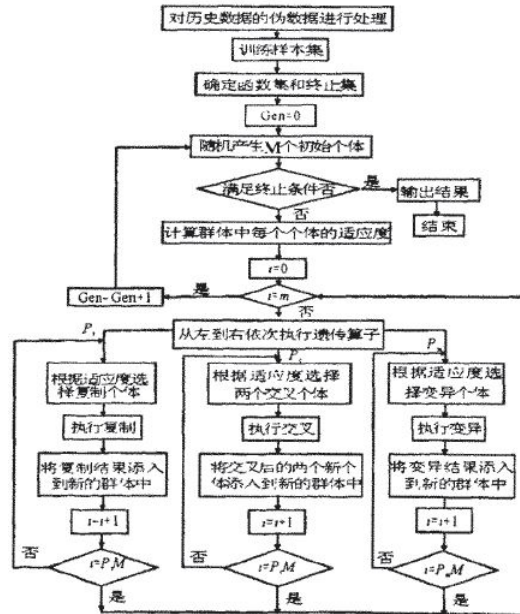 对历史数据的伪数据进行处理
训练样本集
确定函数集和终止集
Gen=0
随机产生M个初始个体
满足终止条件否
是
输出结果
结束
否
计算群体中每个个体的适应度
i=0
i=m
是
Gen=Gen+1
否
从左到右依次执行遗传算子
根据适应度选
择复制个体
执行复制
将复制结果添入
到新的群体中
i=i+1
否
是
根据适应度选择
两个交叉个体
执行交叉
将交叉后的两个新个
体添入到新的群体中
i=i+1
否
是
根据适应度选
择变异个体
执行变异
将变异结果添入
到新的群体中
i=i+1
否
i=PmM
是